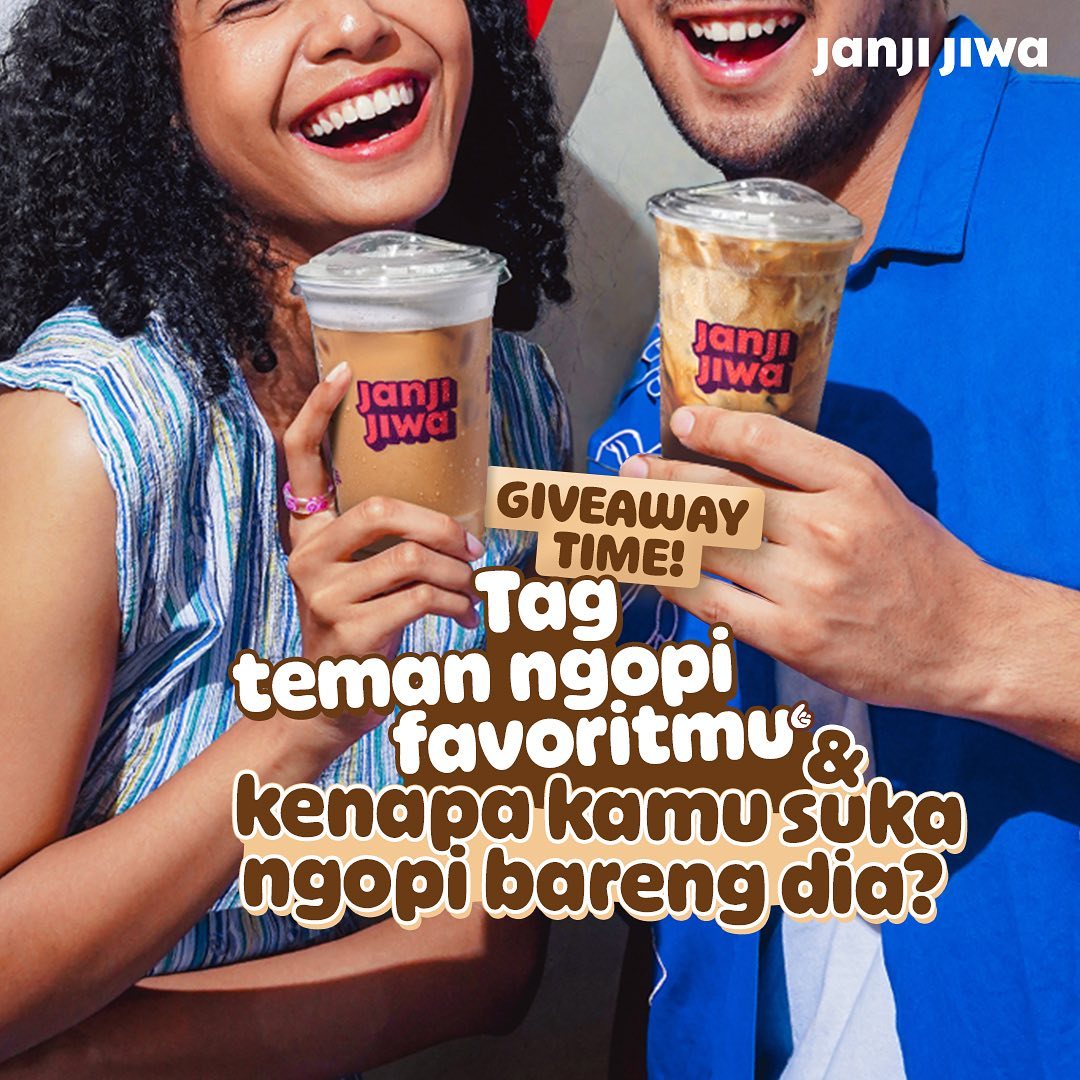 Janji Jiwa
Janji
Jiwa
Janji
Jiwa
GIVEAWAY
TIME!
Tag
teman ngopi
favoritmu &
kenapa kamu suka
ngopi bareng dia?